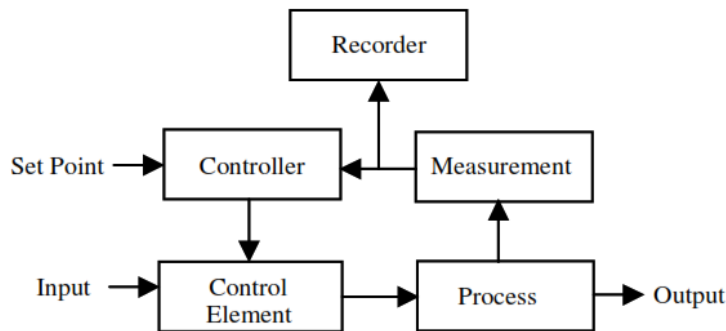 Recorder
Set Point
Controller
Measurement
Input
Control
Element
Process
Output